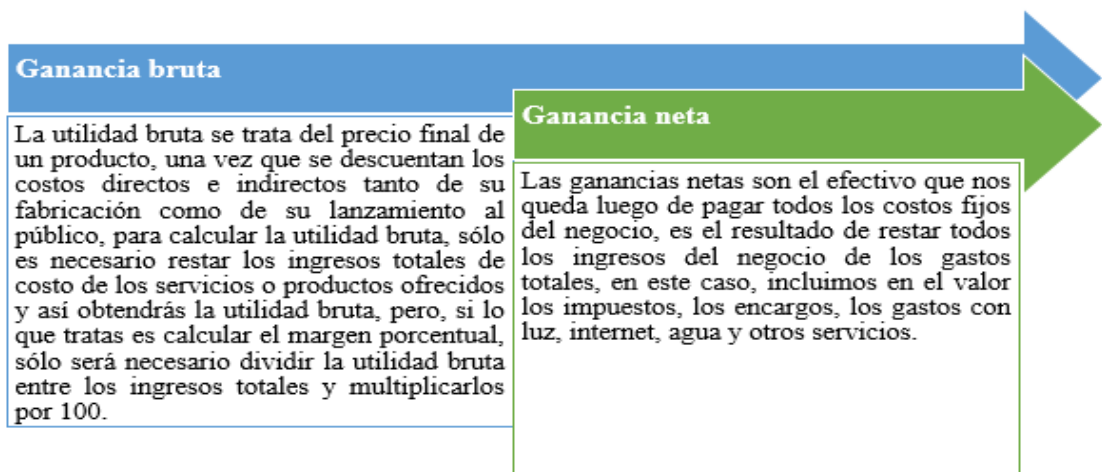 Ganancia bruta
La utilidad bruta se trata del precio final de
un producto, una vez que se descuentan los
costos directos e indirectos tanto de su
fabricación como de su lanzamiento al
público, para calcular la utilidad bruta, sólo
es necesario restar los ingresos totales de
costo de los servicios o productos ofrecidos
y así obtendrás la utilidad bruta, pero, si lo
que tratas es calcular el margen porcentual,
sólo será necesario dividir la utilidad bruta
entre los ingresos totales y multiplicarlos
por 100.
Ganancia neta
Las ganancias netas son el efectivo que nos
queda luego de pagar todos los costos fijos
del negocio, es el resultado de restar todos
los ingresos del negocio de los gastos
totales, en este caso, incluimos en el valor
los impuestos, los encargos, los gastos con
luz, internet, agua y otros servicios.